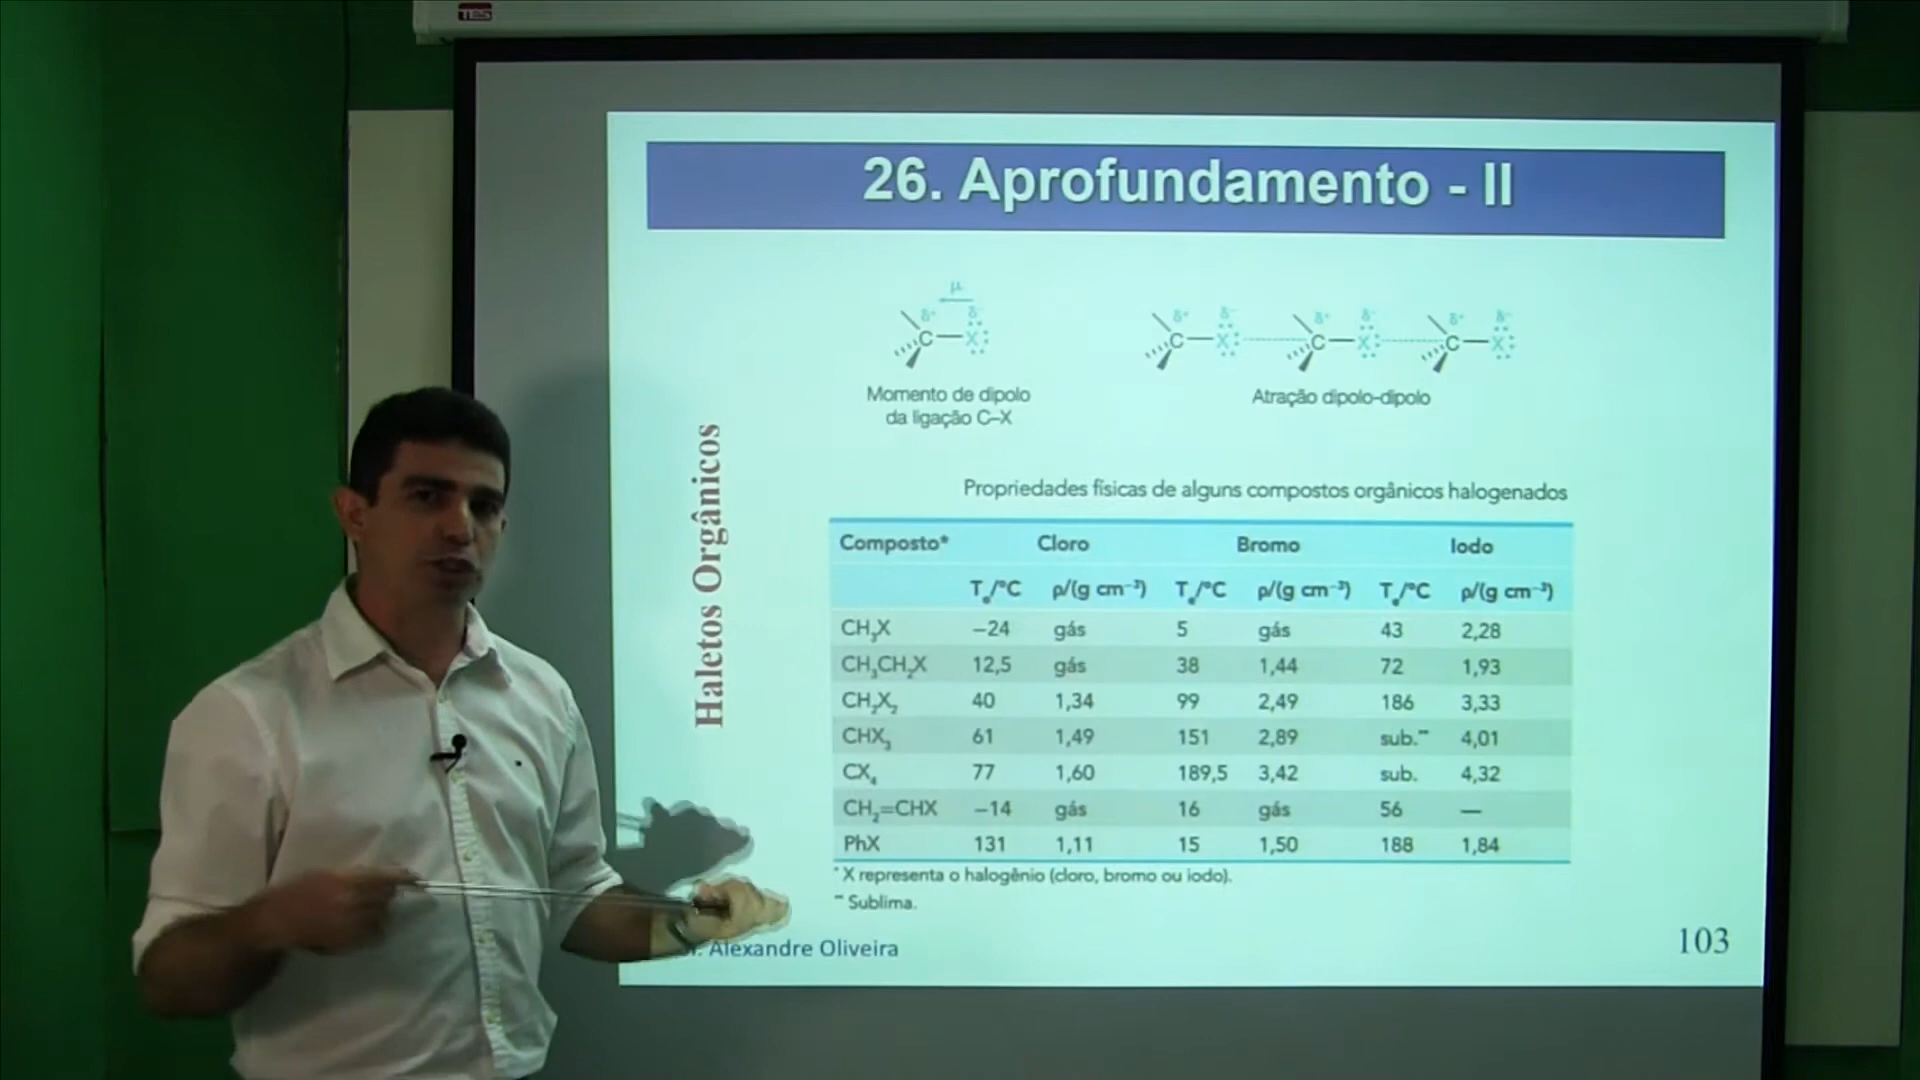 TES
26. Aprofundamento - II
μ
δ+ δ-
C X
δ+ δ- δ+ δ- δ+ δ-
C X C X C X
Momento de dipolo
da ligação C–X
Atração dipolo-dipolo
Haletos Orgânicos
Propriedades físicas de alguns compostos orgânicos halogenados
Composto* Cloro Bromo Iodo
Tₑ/°C ρ/(g cm⁻³) Tₑ/°C ρ/(g cm⁻³) Tₑ/°C ρ/(g cm⁻³)
CH₃X –24 gás 5 gás 43 2,28
CH₃CH₂X 12,5 gás 38 1,44 72 1,93
CH₂X₂ 40 1,34 99 2,49 186 3,33
CHX₃ 61 1,49 151 2,89 sub.** 4,01
CX₄ 77 1,60 189,5 3,42 sub. 4,32
CH₂=CHX –14 gás 16 gás 56 —
PhX 131 1,11 15 1,50 188 1,84
* X representa o halogênio (cloro, bromo ou iodo).
** Sublima.
Alexandre Oliveira
103